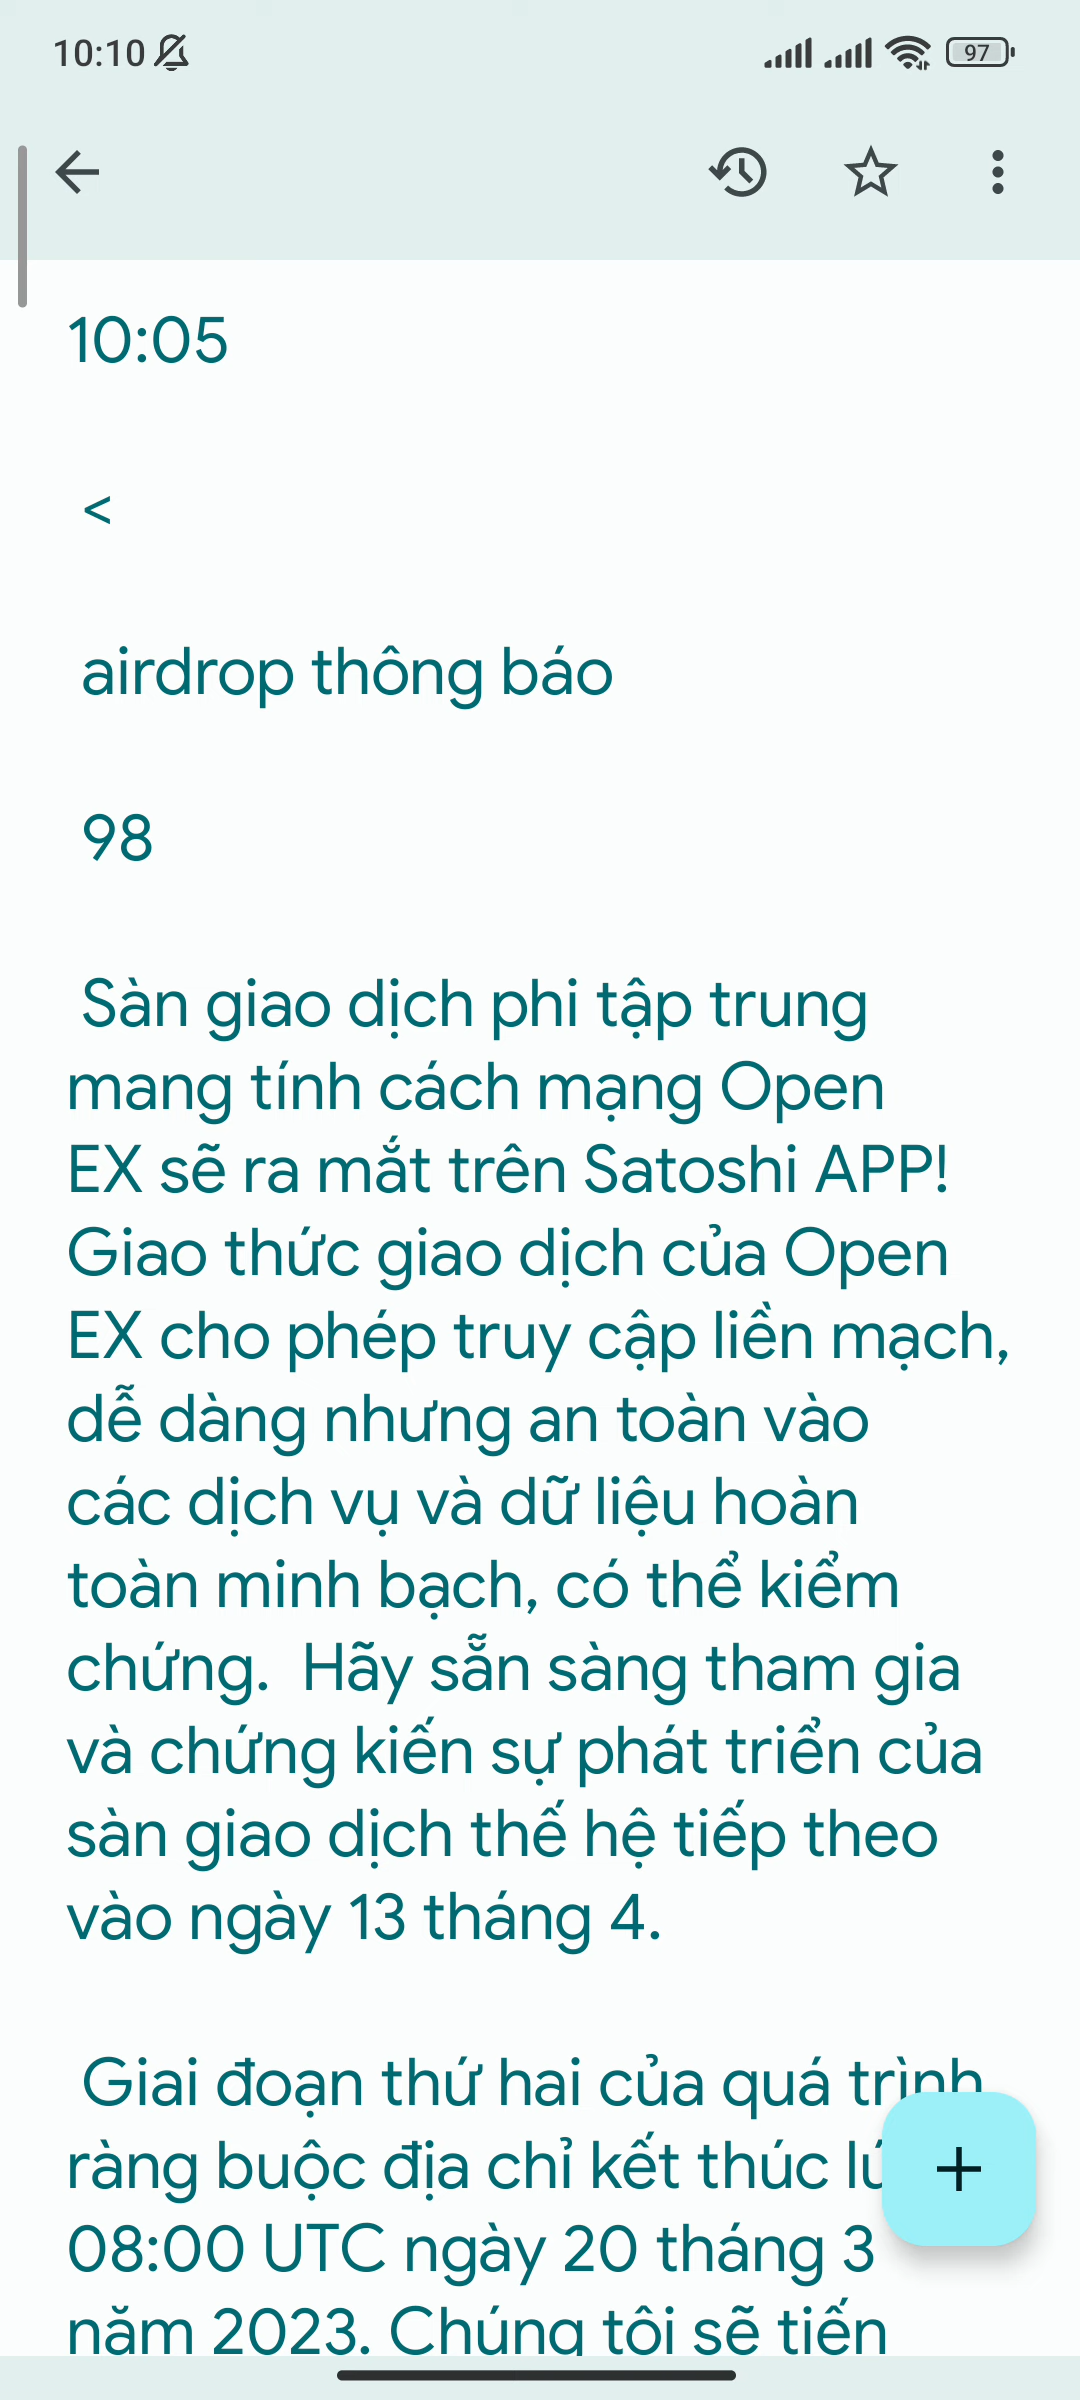 10:10
97
10:05
<
airdrop thông báo
98
Sàn giao dịch phi tập trung
mang tính cách mạng Open
EX sẽ ra mắt trên Satoshi APP!
Giao thức giao dịch của Open
EX cho phép truy cập liền mạch,
dễ dàng nhưng an toàn vào
các dịch vụ và dữ liệu hoàn
toàn minh bạch, có thể kiểm
chứng.  Hãy sẵn sàng tham gia
và chứng kiến sự phát triển của
sàn giao dịch thế hệ tiếp theo
vào ngày 13 tháng 4.
Giai đoạn thứ hai của quá trình
ràng buộc địa chỉ kết thúc
08:00 UTC ngày 20 tháng 3
năm 2023. Chúng tôi sẽ tiến